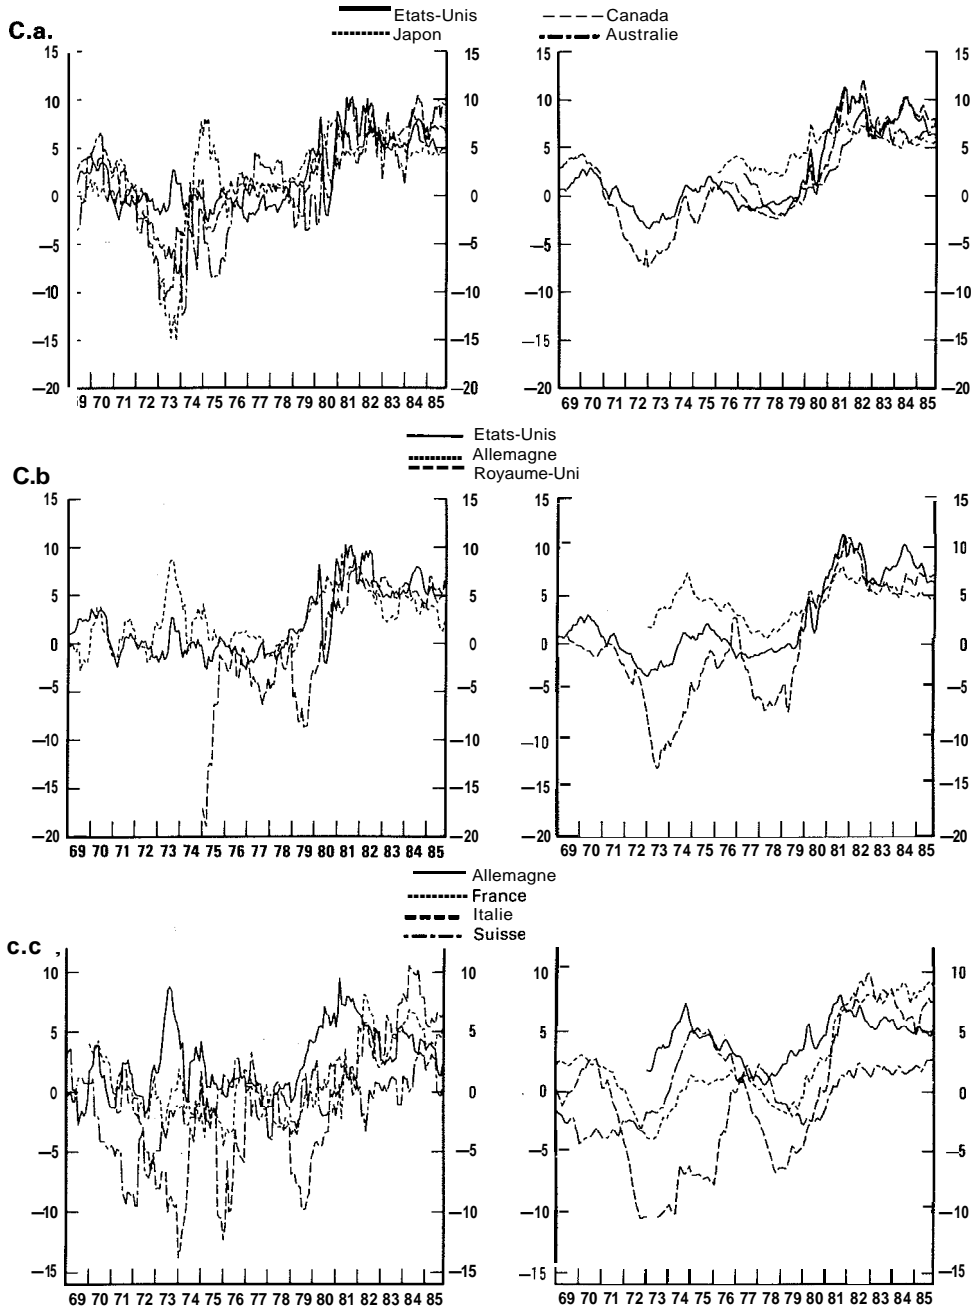 C.a.
Etats-Unis
Japon
Canada
Australie
15 15 15 15
10 10 10 10
5 5 5 5
0 0 0 0
—5 —5 —5 —5
—10 —10 —10 —10
—15 —15 —15 —15
—20 —20 —20 —20
69 70 71 72 73 74 75 76 77 78 79 80 81 82 83 84 85
69 70 71 72 73 74 75 76 77 78 79 80 81 82 83 84 85
Etats-Unis
Allemagne
Royaume-Uni
C.b
15 15 15 15
10 10 10 10
5 5 5 5
0 0 0 0
—5 —5 —5 —5
—10 —10 —10 —10
—15 —15 —15 —15
—20 —20 —20 —20
69 70 71 72 73 74 75 76 77 78 79 80 81 82 83 84 85
69 70 71 72 73 74 75 76 77 78 79 80 81 82 83 84 85
Allemagne
France
Italie
Suisse
c.c
10 10 10 10
5 5 5 5
0 0 0 0
—5 —5 —5 —5
—10 —10 —10 —10
—15 —15 —15 —15
69 70 71 72 73 74 75 76 77 78 79 80 81 82 83 84 85
69 70 71 72 73 74 75 76 77 78 79 80 81 82 83 84 85